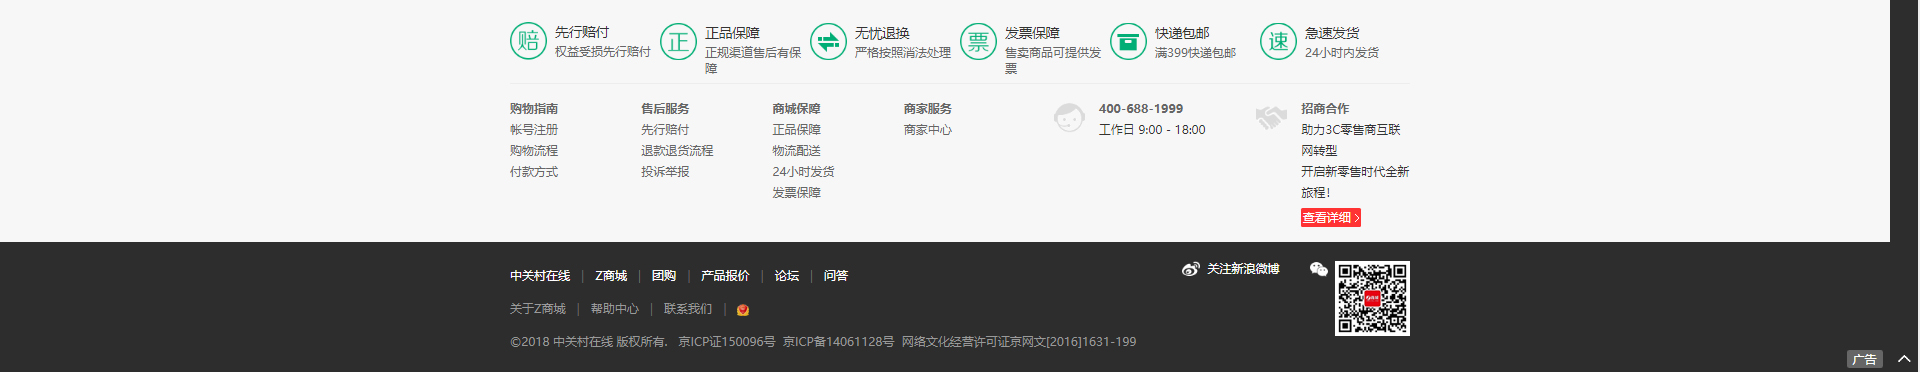 赔 先行赔付 权益受损先行赔付
正 正品保障 正规渠道售后有保
障
无忧退换 严格按照消法处理
票 发票保障 售卖商品可提供发
票
快递包邮 满399快递包邮
速 急速发货 24小时内发货
购物指南
帐号注册
购物流程
付款方式
售后服务
先行赔付
退款退货流程
投诉举报
商城保障
正品保障
物流配送
24小时发货
发票保障
商家服务
商家中心
400-688-1999
工作日 9:00 - 18:00
招商合作
助力3C零售商互联
网转型
开启新零售时代全新
旅程!
查看详细 >
中关村在线 | Z商城 | 团购 | 产品报价 | 论坛 | 问答
关注新浪微博
关于Z商城 | 帮助中心 | 联系我们 |
©2018 中关村在线 版权所有. 京ICP证150096号 京ICP备14061128号 网络文化经营许可证京网文[2016]1631-199
广告